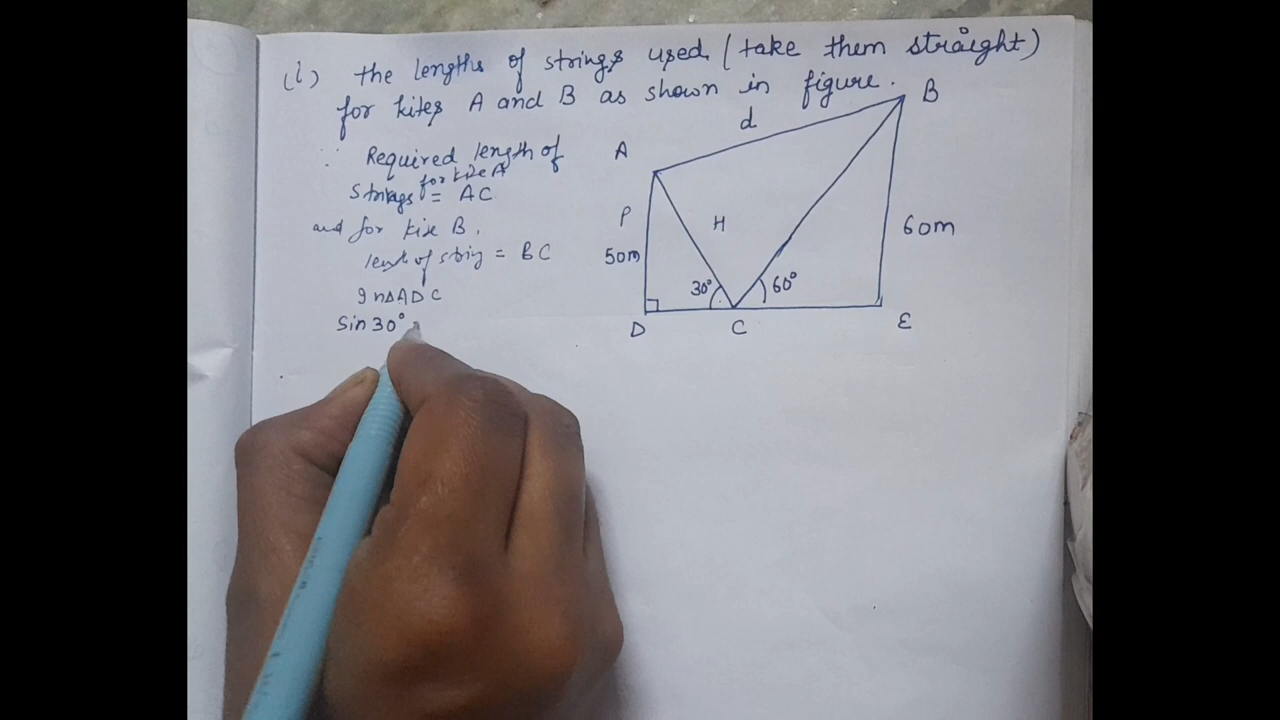 (i) the lengths of strings used (take them straight)
for kites A and B as shown in figure.
∴ Required length of
strings for kite A = AC
and for kite B,
length of string = BC
In ΔADC
Sin 30°
A
B
d
P
H
50m
60m
30°
60°
D
C
E